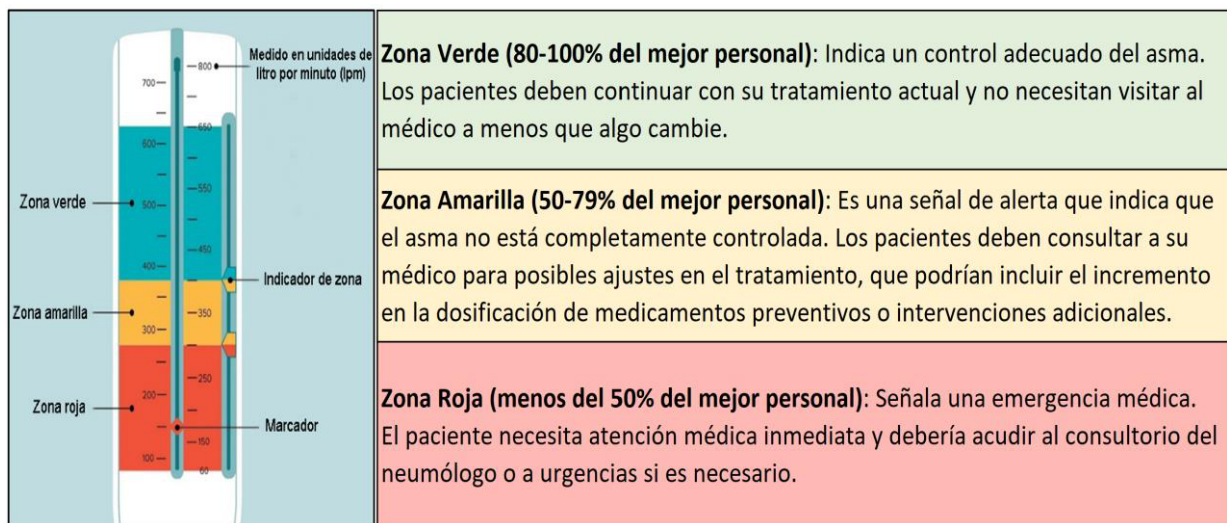 Medido en unidades de
litro por minuto (lpm)
800
700
650
600
550
Zona verde
500
450
400
Indicador de zona
Zona amarilla
350
300
250
Zona roja
200
Marcador
150
100
60
Zona Verde (80-100% del mejor personal): Indica un control adecuado del asma.
Los pacientes deben continuar con su tratamiento actual y no necesitan visitar al
médico a menos que algo cambie.
Zona Amarilla (50-79% del mejor personal): Es una señal de alerta que indica que
el asma no está completamente controlada. Los pacientes deben consultar a su
médico para posibles ajustes en el tratamiento, que podrían incluir el incremento
en la dosificación de medicamentos preventivos o intervenciones adicionales.
Zona Roja (menos del 50% del mejor personal): Señala una emergencia médica.
El paciente necesita atención médica inmediata y debería acudir al consultorio del
neumólogo o a urgencias si es necesario.